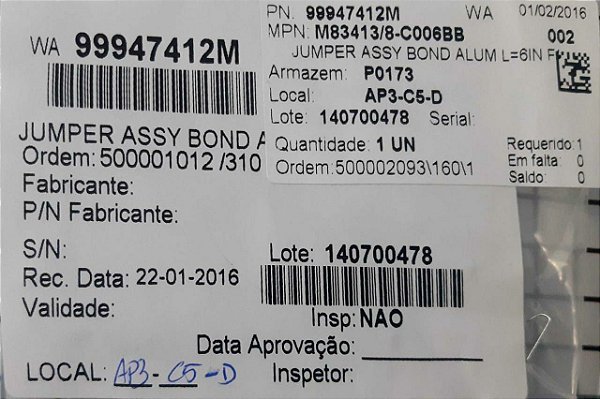 PN. 99947412M WA 01/02/2016
MPN: M83413/8-C006BB 002
JUMPER ASSY BOND ALUM L=6IN
Armazem: P0173
Local: AP3-C5-D
Lote: 140700478 Serial:
Quantidade: 1 UN Requerido: 1
Em falta: 0
Ordem:500002093\160\1 Saldo: 0
WA 99947412M
JUMPER ASSY BOND
Ordem: 500001012 /310
Fabricante:
P/N Fabricante:
S/N: Lote: 140700478
Rec. Data: 22-01-2016
Validade: Insp: NAO
Data Aprovação:
LOCAL: AP3-C5-D Inspetor: